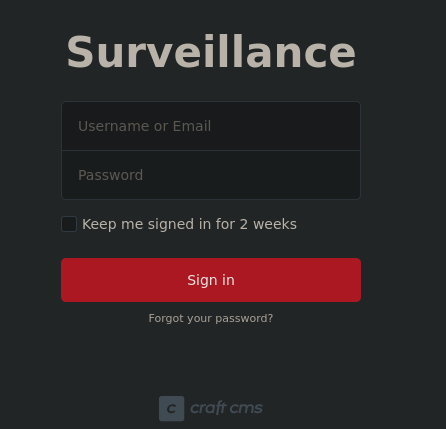 Surveillance
Username or Email
Password
Keep me signed in for 2 weeks
Sign in
Forgot your password?
c craft cms